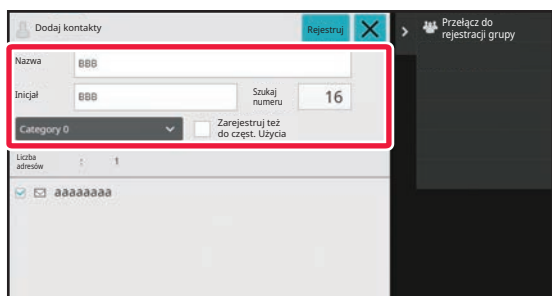 Dodaj kontakty
Rejestruj
Przełącz do
rejestracji grupy
Nazwa
BBB
Inicjał
BBB
Szukaj
numeru
16
Category 0
Zarejestruj też
do częst. Użycia
Liczba
adresów
: 1
aaaaaaaa